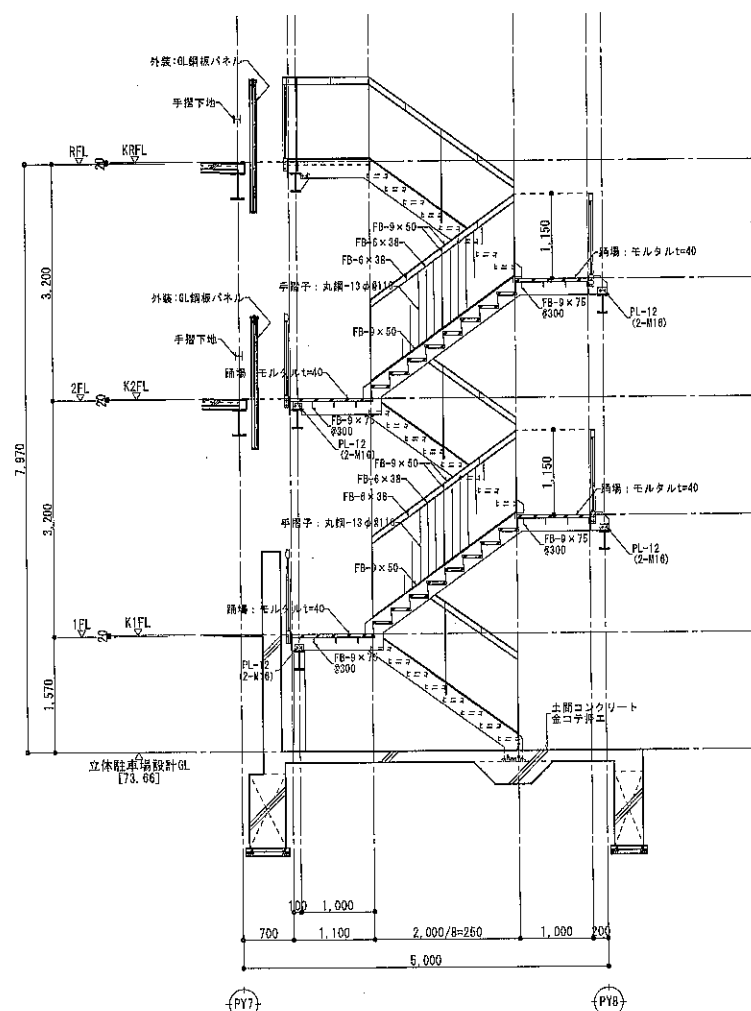 外装:GL鋼板パネル
手摺下地
RFL
KRFL
20
FB-9×50
FB-6×38
FB-6×38
手摺子：丸鋼-13φ@110
FB-9×50
1,150
踊場：モルタルt=40
FB-9×75
@300
PL-12
(2-M16)
3,200
外装:GL鋼板パネル
手摺下地
踊場：モルタルt=40
2FL
K2FL
20
FB-9×75
@300
PL-12
(2-M16)
7,970
FB-9×50
FB-6×38
FB-6×38
手摺子：丸鋼-13φ@110
FB-9×50
1,150
踊場：モルタルt=40
FB-9×75
@300
PL-12
(2-M16)
3,200
踊場：モルタルt=40
1FL
K1FL
20
PL-12
(2-M16)
FB-9×75
@300
1,570
土間コンクリート
金コテ押エ
立体駐車場設計GL
[73.66]
100
1,000
700
1,100
2,000/8=250
1,000
200
5,000
PY7
PY8